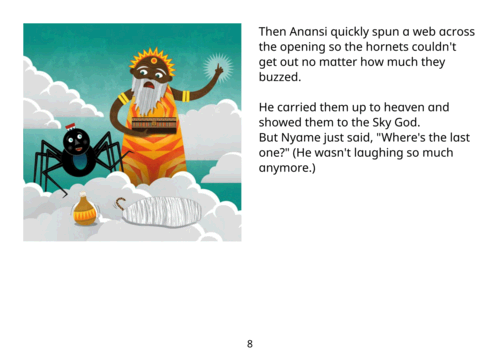 Then Anansi quickly spun a web across
the opening so the hornets couldn't
get out no matter how much they
buzzed.
He carried them up to heaven and
showed them to the Sky God.
But Nyame just said, "Where's the last
one?" (He wasn't laughing so much
anymore.)
8